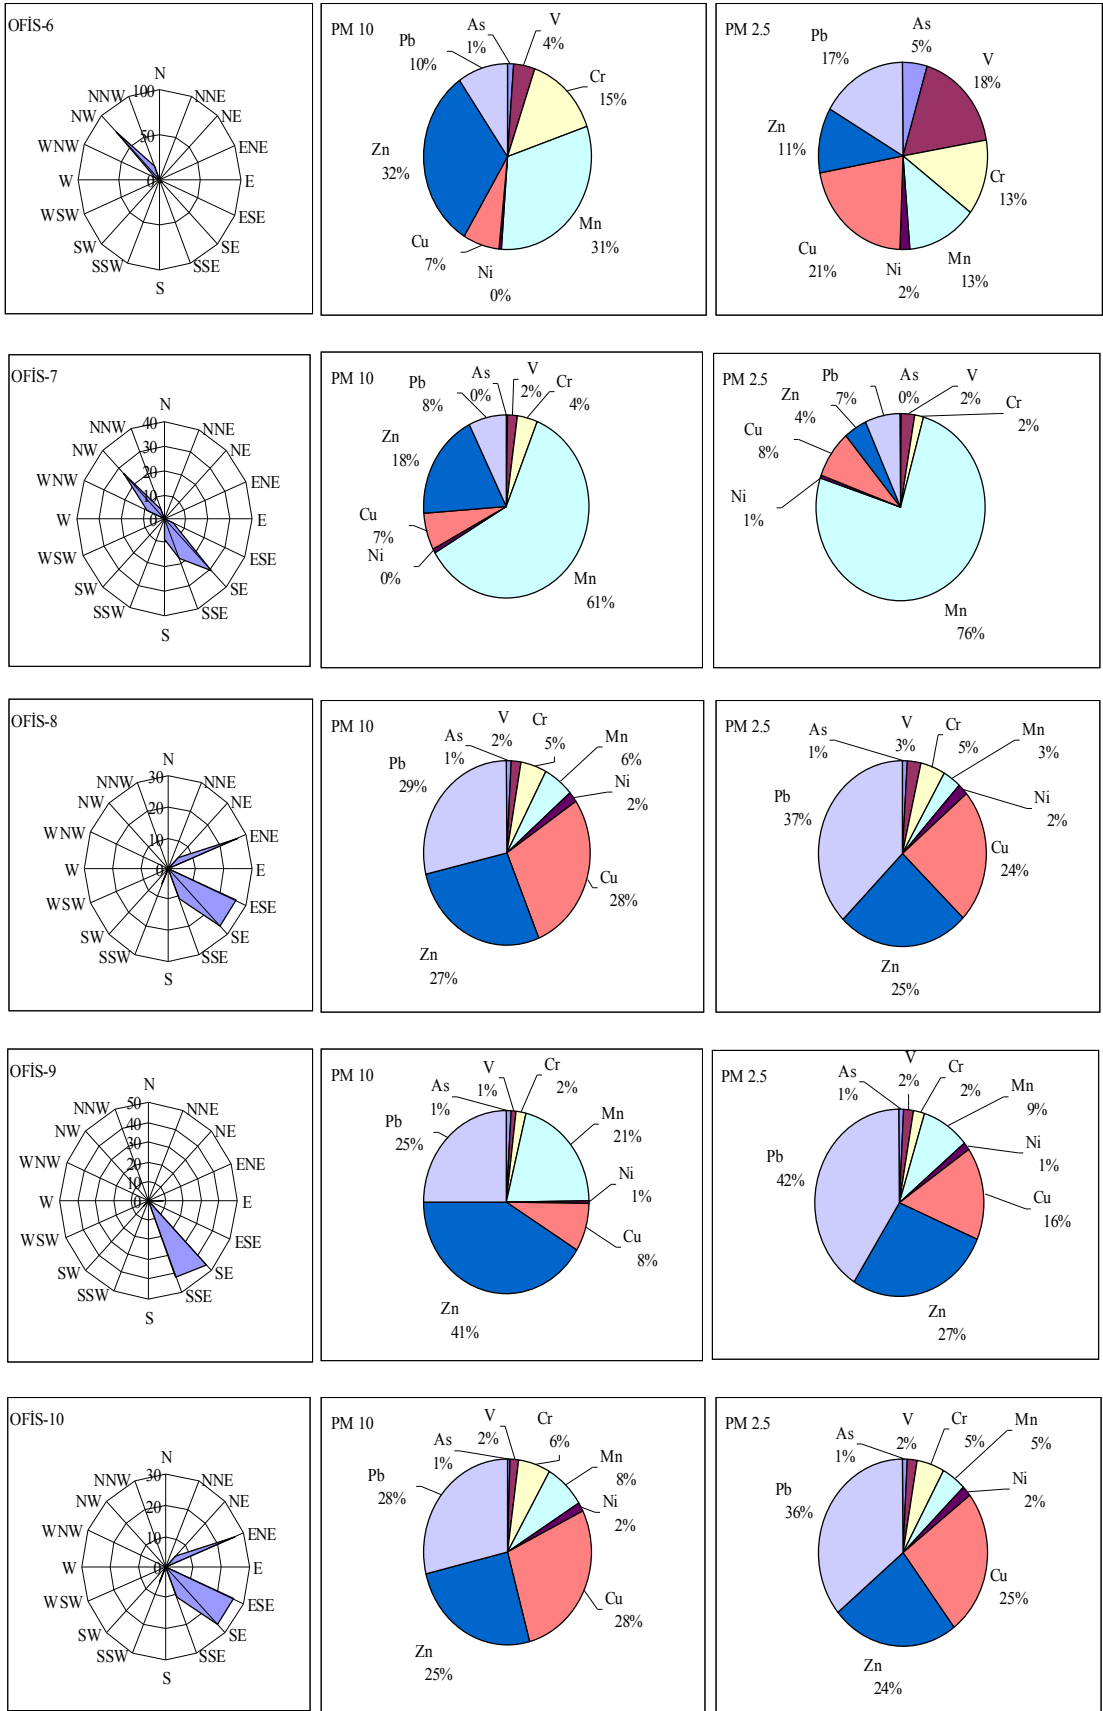 OFİS-6
N
NNE
NE
ENE
E
ESE
SE
SSE
S
SSW
SW
WSW
W
WNW
NW
NNW
100
50
0
PM 10
As
1%
V
4%
Cr
15%
Mn
31%
Ni
0%
Cu
7%
Zn
32%
Pb
10%
PM 2.5
As
5%
V
18%
Cr
13%
Mn
13%
Ni
2%
Cu
21%
Zn
11%
Pb
17%
OFİS-7
N
NNE
NE
ENE
E
ESE
SE
SSE
S
SSW
SW
WSW
W
WNW
NW
NNW
40
30
20
10
0
PM 10
As
0%
V
2%
Cr
4%
Mn
61%
Ni
0%
Cu
7%
Zn
18%
Pb
8%
PM 2.5
As
0%
V
2%
Cr
2%
Mn
76%
Ni
1%
Cu
8%
Zn
4%
Pb
7%
OFİS-8
N
NNE
NE
ENE
E
ESE
SE
SSE
S
SSW
SW
WSW
W
WNW
NW
NNW
30
20
10
0
PM 10
As
1%
V
2%
Cr
5%
Mn
6%
Ni
2%
Cu
28%
Zn
27%
Pb
29%
PM 2.5
As
1%
V
3%
Cr
5%
Mn
3%
Ni
2%
Cu
24%
Zn
25%
Pb
37%
OFİS-9
N
NNE
NE
ENE
E
ESE
SE
SSE
S
SSW
SW
WSW
W
WNW
NW
NNW
50
40
30
20
10
0
PM 10
As
1%
V
1%
Cr
2%
Mn
21%
Ni
1%
Cu
8%
Zn
41%
Pb
25%
PM 2.5
As
1%
V
2%
Cr
2%
Mn
9%
Ni
1%
Cu
16%
Zn
27%
Pb
42%
OFİS-10
N
NNE
NE
ENE
E
ESE
SE
SSE
S
SSW
SW
WSW
W
WNW
NW
NNW
30
20
10
0
PM 10
As
1%
V
2%
Cr
6%
Mn
8%
Ni
2%
Cu
28%
Zn
25%
Pb
28%
PM 2.5
As
1%
V
2%
Cr
5%
Mn
5%
Ni
2%
Cu
25%
Zn
24%
Pb
36%